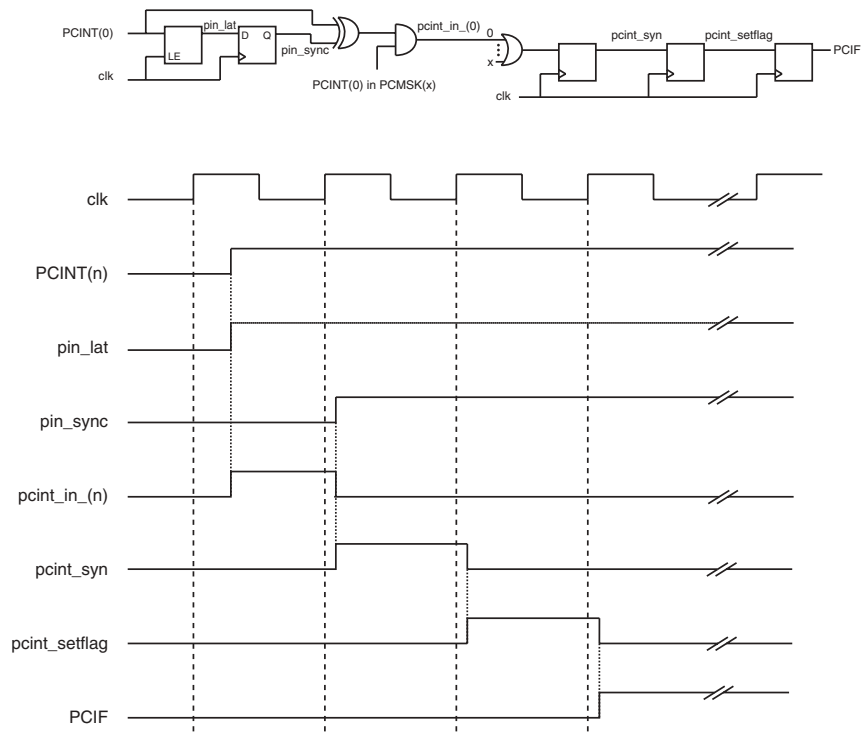 PCINT(0)
pin_lat
D Q
LE
pin_sync
clk
pcint_in_(0)
0
x
PCINT(0) in PCMSK(x)
pcint_syn
pcint_setflag
PCIF
clk
clk
PCINT(n)
pin_lat
pin_sync
pcint_in_(n)
pcint_syn
pcint_setflag
PCIF